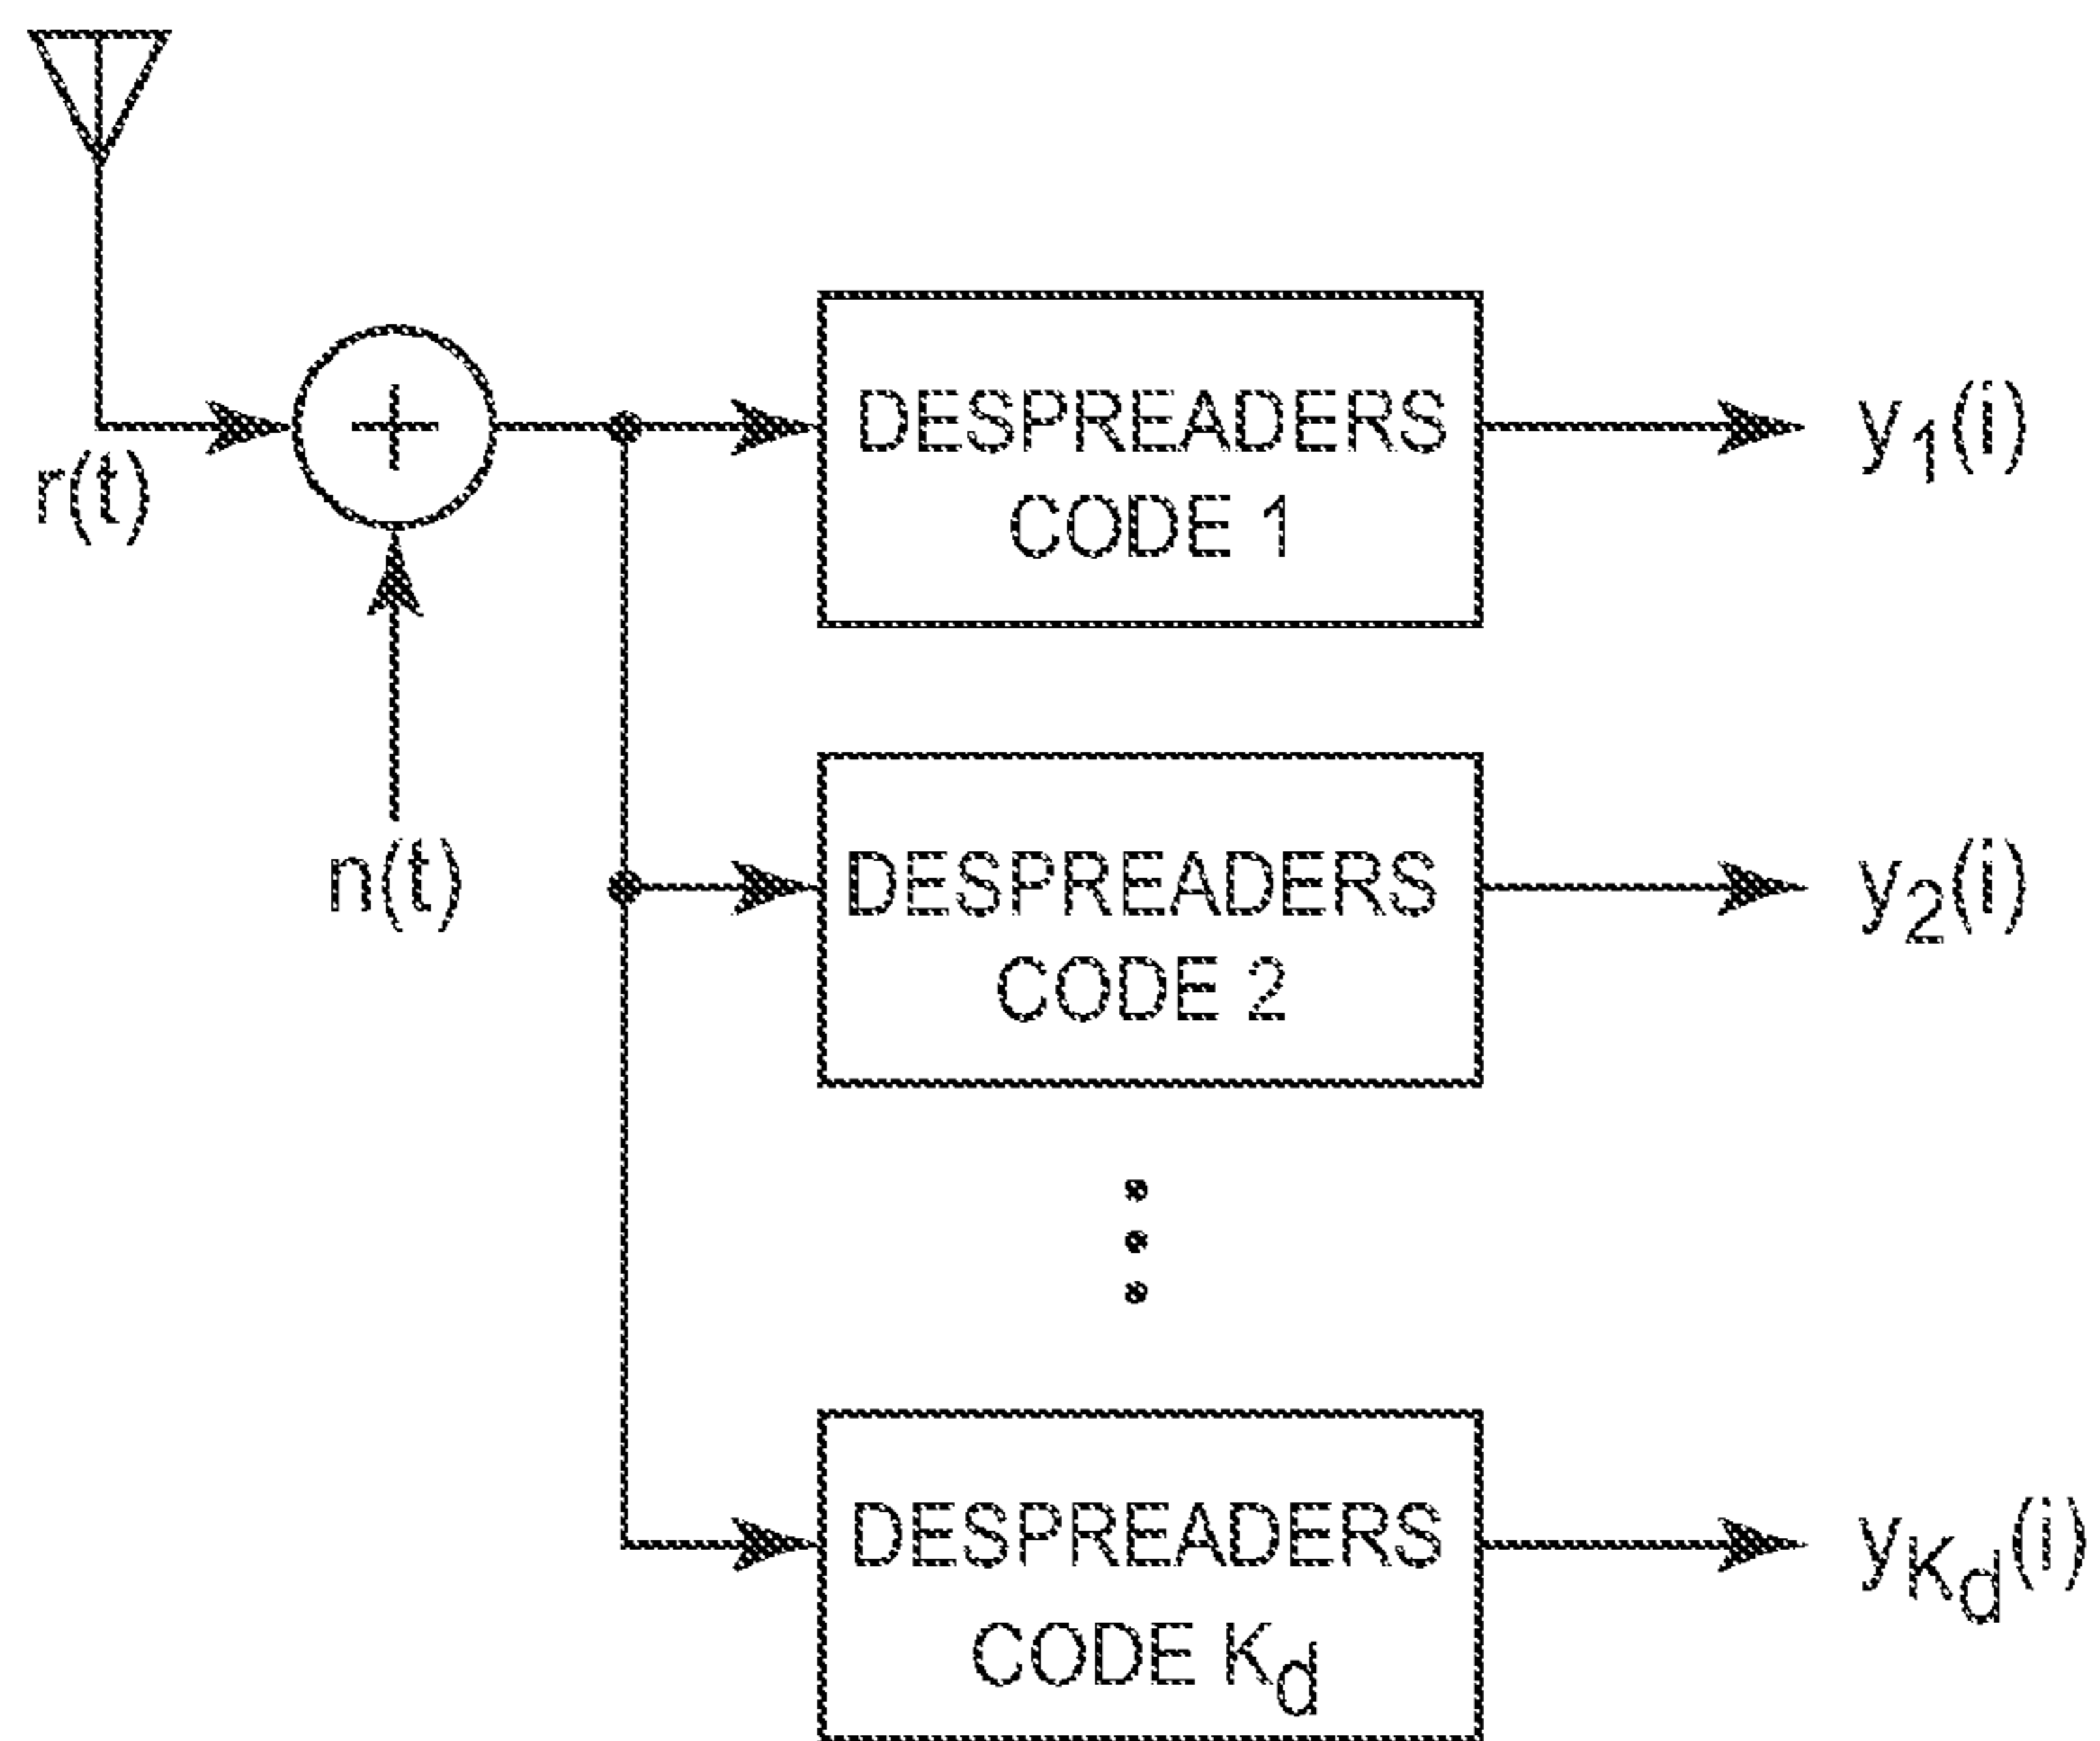 r(t)
+
n(t)
DESPREADERS
CODE 1
y1(i)
DESPREADERS
CODE 2
y2(i)
DESPREADERS
CODE Kd
yKd(i)